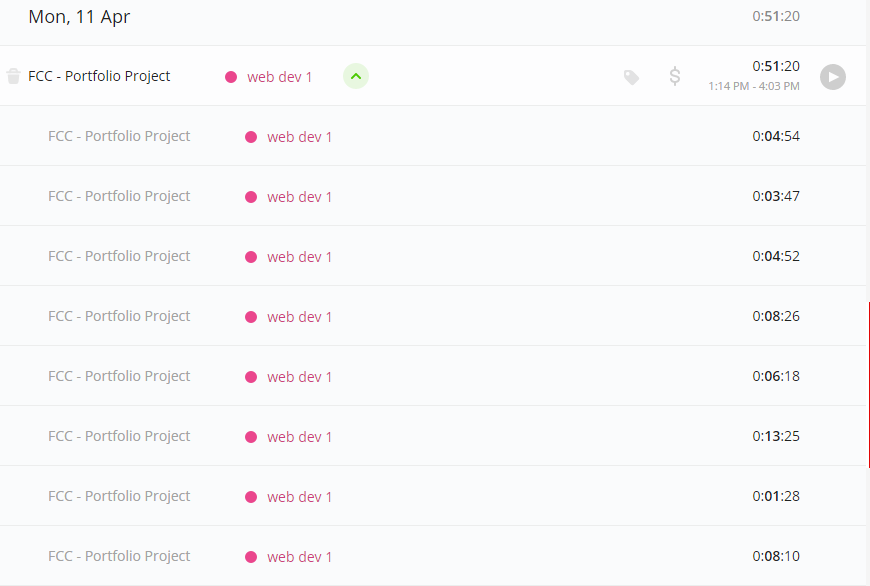 Mon, 11 Apr 0:51:20
FCC - Portfolio Project web dev 1 $ 0:51:20
1:14 PM - 4:03 PM
FCC - Portfolio Project web dev 1 0:04:54
FCC - Portfolio Project web dev 1 0:03:47
FCC - Portfolio Project web dev 1 0:04:52
FCC - Portfolio Project web dev 1 0:08:26
FCC - Portfolio Project web dev 1 0:06:18
FCC - Portfolio Project web dev 1 0:13:25
FCC - Portfolio Project web dev 1 0:01:28
FCC - Portfolio Project web dev 1 0:08:10